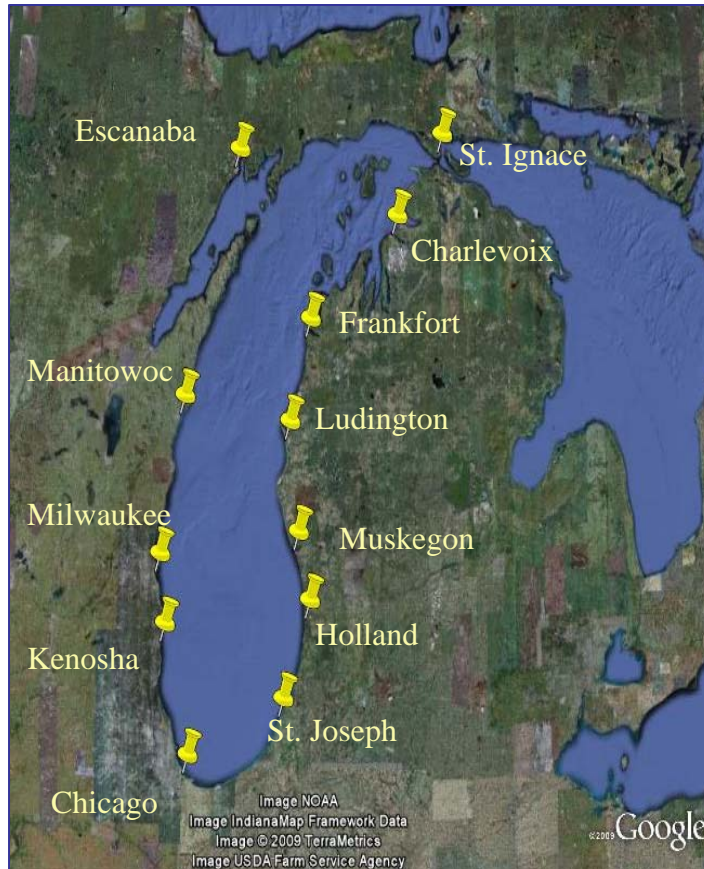 Escanaba
St. Ignace
Charlevoix
Frankfort
Manitowoc
Ludington
Milwaukee
Muskegon
Holland
Kenosha
St. Joseph
Chicago
Image NOAA
Image IndianaMap Framework Data
Image © 2009 TerraMetrics
Image USDA Farm Service Agency
©2009 Google